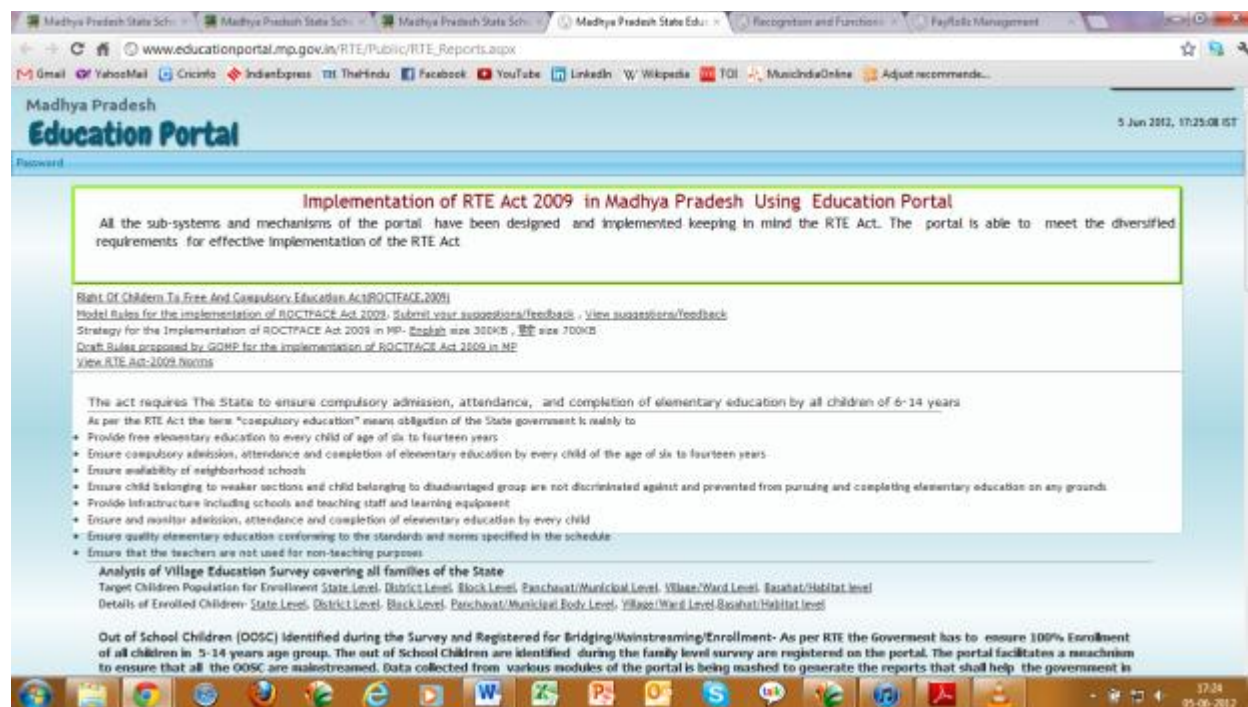 Madhya Pradesh State Sch
Madhya Pradesh State Sch
Madhya Pradesh State Sch
Madhya Pradesh State Edu
Recognition and Function
PayRolls Management
www.educationportal.mp.gov.in/RTE/Public/RTE_Reports.aspx
Gmail YahooMail Cricinfo IndianExpress TheHindu Facebook YouTube LinkedIn Wikipedia TOI MusicIndiaOnline Adjust recommende...
Madhya Pradesh
Education Portal
5 Jun 2012, 17:25:08 IST
Password
Implementation of RTE Act 2009 in Madhya Pradesh Using Education Portal
All the sub-systems and mechanisms of the portal have been designed and implemented keeping in mind the RTE Act. The portal is able to meet the diversified
requirements for effective implementation of the RTE Act
Right Of Childern To Free And Compulsory Education Act(ROCTFACE,2009)
Model Rules for the implementation of ROCTFACE Act 2009, Submit your suggestions/feedback , View suggestions/feedback
Strategy for the Implementation of ROCTFACE Act 2009 in MP- English size 300KB , size 700KB
Draft Rules proposed by GOMP for the implementation of ROCTFACE Act 2009 in MP
View RTE Act-2009 Norms
The act requires The State to ensure compulsory admission, attendance, and completion of elementary education by all children of 6-14 years
As per the RTE Act the term "compulsory education" means obligation of the State government is mainly to
Provide free elementary education to every child of age of six to fourteen years
Ensure compulsory admission, attendance and completion of elementary education by every child of the age of six to fourteen years
Ensure availability of neighborhood schools
Ensure child belonging to weaker sections and child belonging to disadvantaged group are not discriminated against and prevented from pursuing and completing elementary education on any grounds
Provide infrastructure including schools and teaching staff and learning equipment
Ensure and monitor admission, attendance and completion of elementary education by every child
Ensure quality elementary education conforming to the standards and norms specified in the schedule
Ensure that the teachers are not used for non-teaching purposes
Analysis of Village Education Survey covering all families of the State
Target Children Population for Enrollment State Level, District Level, Block Level, Panchayat/Municipal Level, Village/Ward Level, Basahat/Habitat level
Details of Enrolled Children- State Level, District Level, Block Level, Panchayat/Municipal Body Level, Village/Ward Level,Basahat/Habitat level
Out of School Children (OOSC) identified during the Survey and Registered for Bridging/Mainstreaming/Enrollment- As per RTE the Goverment has to ensure 100% Enrollment
of all children in 5-14 years age group. The out of School Children are identified during the family level survey are registered on the portal. The portal facilitates a meachnism
to ensure that all the OOSC are mainstreamed. Data collected from various modules of the portal is being mashed to generate the reports that shall help the government in
17:24
05-06-2012